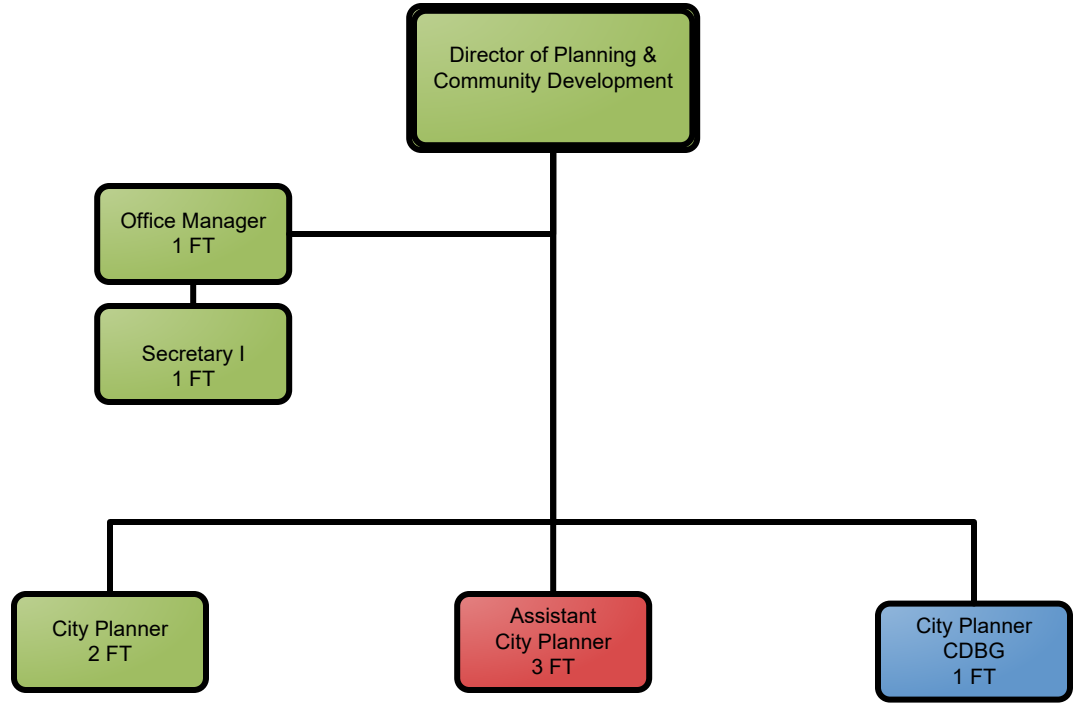 Director of Planning &
Community Development
Office Manager
1 FT
Secretary I
1 FT
City Planner
2 FT
Assistant
City Planner
3 FT
City Planner
CDBG
1 FT